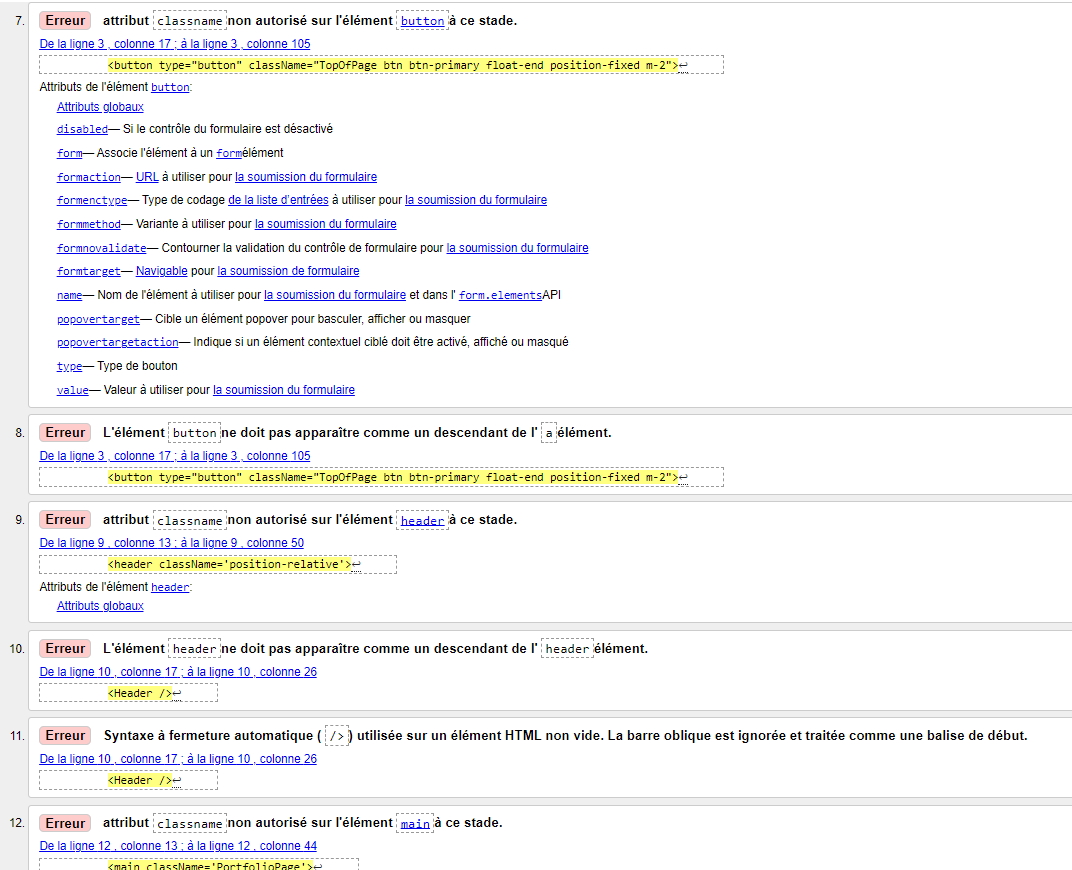 7. Erreur attribut classname non autorisé sur l'élément button à ce stade.
De la ligne 3 , colonne 17 ; à la ligne 3 , colonne 105
<button type="button" className="TopOfPage btn btn-primary float-end position-fixed m-2">↩
Attributs de l'élément button:
Attributs globaux
disabled— Si le contrôle du formulaire est désactivé
form— Associe l'élément à un formélément
formaction— URL à utiliser pour la soumission du formulaire
formenctype— Type de codage de la liste d'entrées à utiliser pour la soumission du formulaire
formmethod— Variante à utiliser pour la soumission du formulaire
formnovalidate— Contourner la validation du contrôle de formulaire pour la soumission du formulaire
formtarget— Navigable pour la soumission de formulaire
name— Nom de l'élément à utiliser pour la soumission du formulaire et dans l' form.elementsAPI
popovertarget— Cible un élément popover pour basculer, afficher ou masquer
popovertargetaction— Indique si un élément contextuel ciblé doit être activé, affiché ou masqué
type— Type de bouton
value— Valeur à utiliser pour la soumission du formulaire
8. Erreur L'élément button ne doit pas apparaître comme un descendant de l' a élément.
De la ligne 3 , colonne 17 ; à la ligne 3 , colonne 105
<button type="button" className="TopOfPage btn btn-primary float-end position-fixed m-2">↩
9. Erreur attribut classname non autorisé sur l'élément header à ce stade.
De la ligne 9 , colonne 13 ; à la ligne 9 , colonne 50
<header className='position-relative'>↩
Attributs de l'élément header:
Attributs globaux
10. Erreur L'élément header ne doit pas apparaître comme un descendant de l' header élément.
De la ligne 10 , colonne 17 ; à la ligne 10 , colonne 26
<Header />↩
11. Erreur Syntaxe à fermeture automatique ( />) utilisée sur un élément HTML non vide. La barre oblique est ignorée et traitée comme une balise de début.
De la ligne 10 , colonne 17 ; à la ligne 10 , colonne 26
<Header />↩
12. Erreur attribut classname non autorisé sur l'élément main à ce stade.
De la ligne 12 , colonne 13 ; à la ligne 12 , colonne 44
<main className='PortfolioPage'>↩